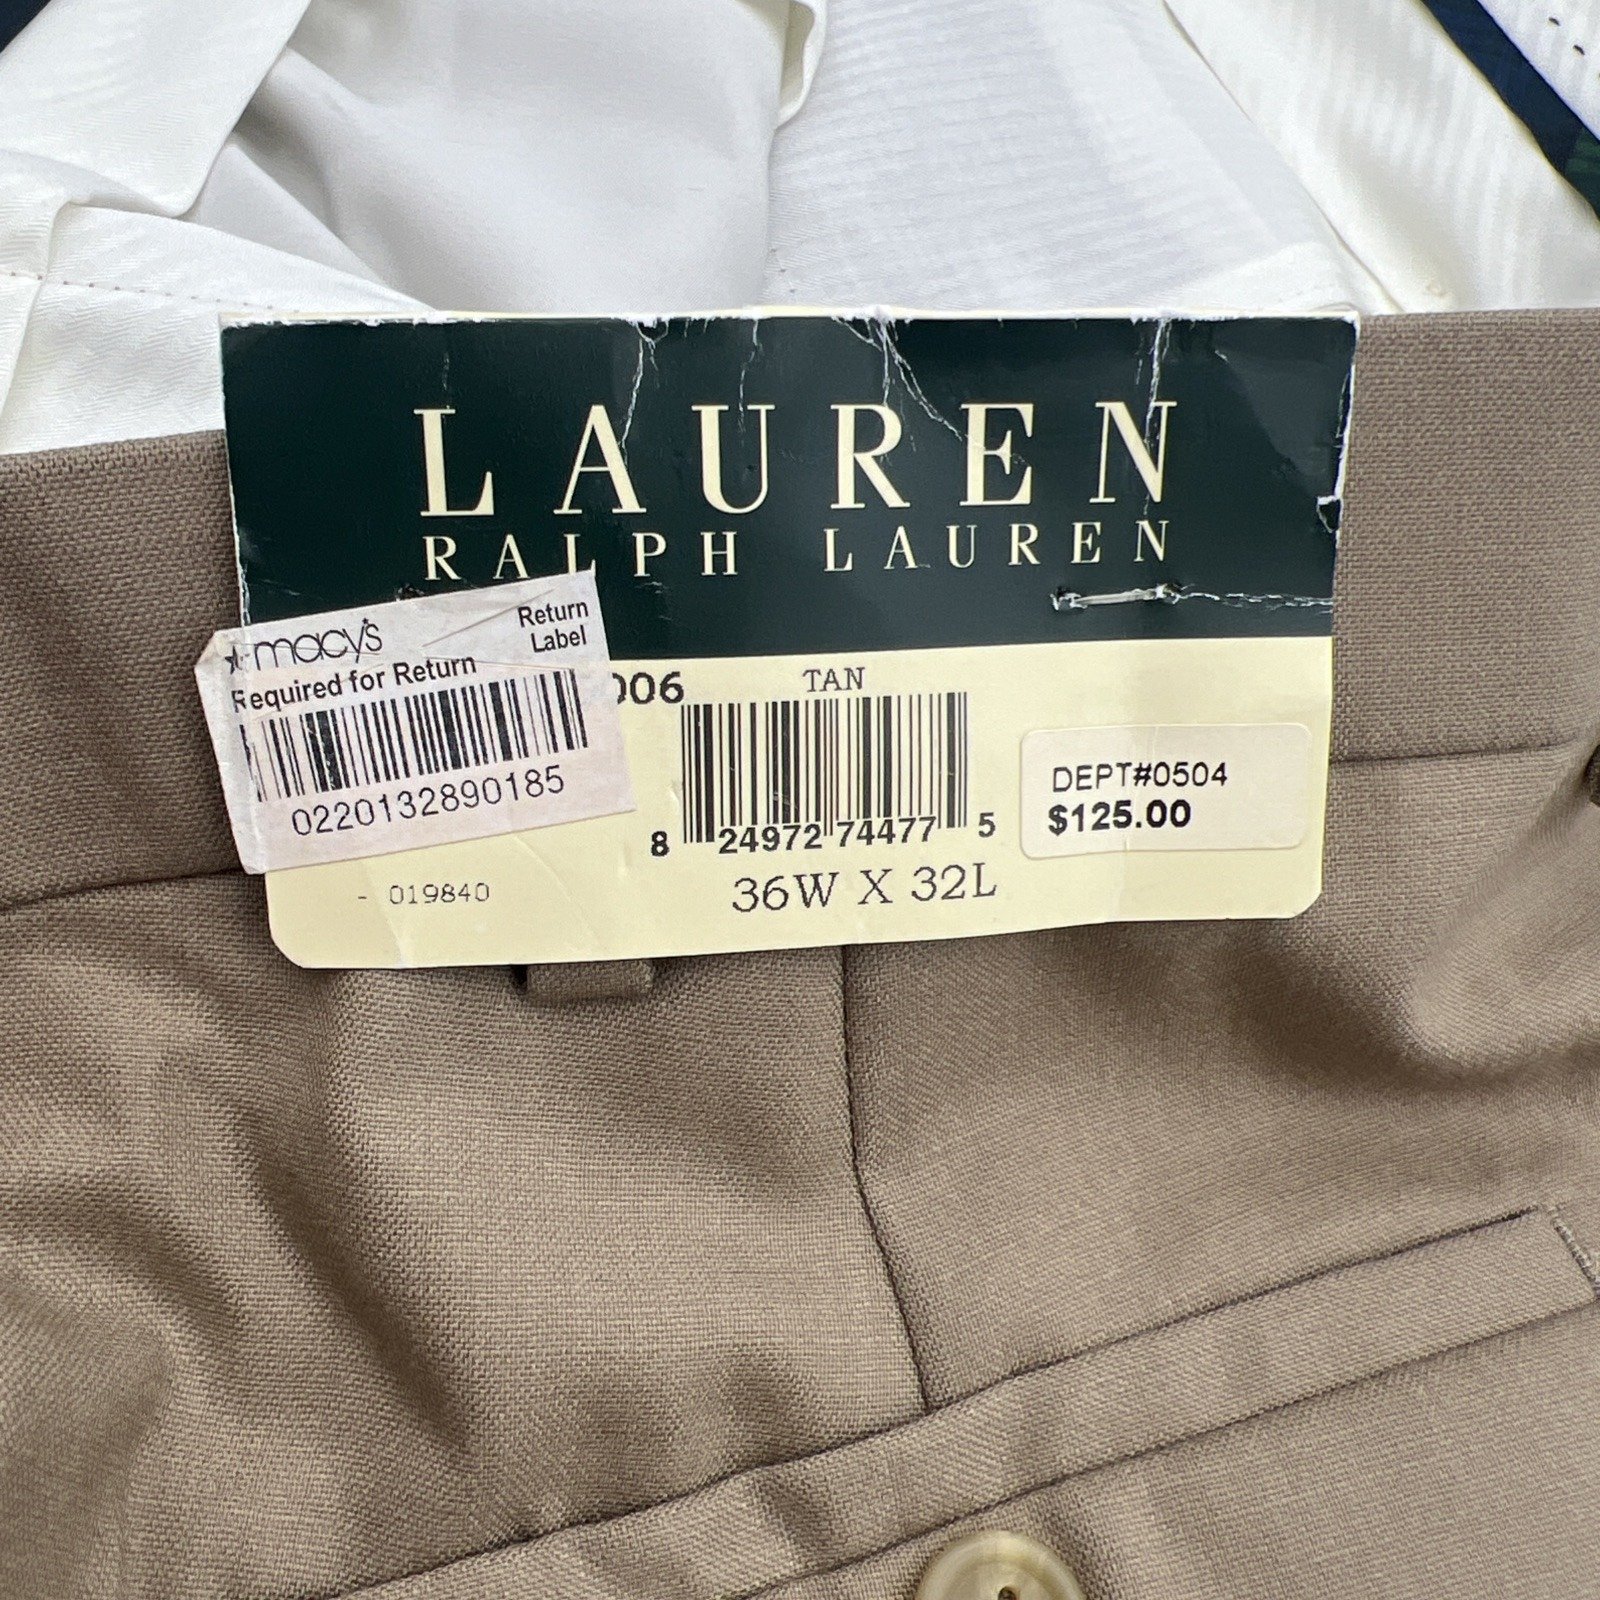 LAUREN
RALPH LAUREN
macy's
Return
Label
Required for Return
0220132890185
006
TAN
8 24972 74477 5
DEPT#0504
$125.00
- 019840
36W X 32L